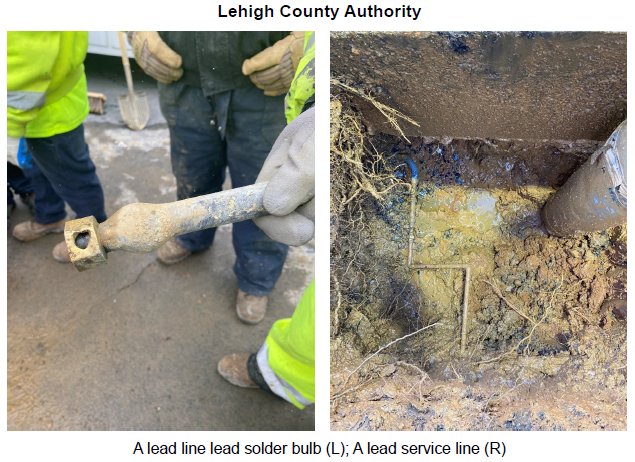 Lehigh County Authority
A lead line lead solder bulb (L); A lead service line (R)